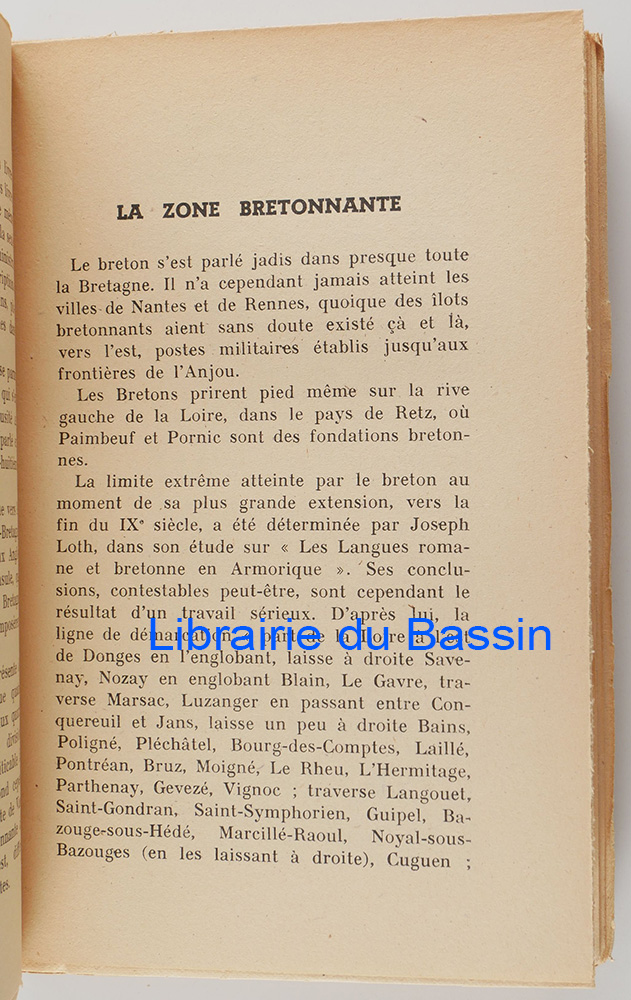 LA ZONE BRETONNANTE
Le breton s'est parlé jadis dans presque toute
la Bretagne. Il n'a cependant jamais atteint les
villes de Nantes et de Rennes, quoique des îlots
bretonnants aient sans doute existé çà et là,
vers l'est, postes militaires établis jusqu'aux
frontières de l'Anjou.
Les Bretons prirent pied même sur la rive
gauche de la Loire, dans le pays de Retz, où
Paimbeuf et Pornic sont des fondations breton-
nes.
La limite extrême atteinte par le breton au
moment de sa plus grande extension, vers la
fin du IXe siècle, a été déterminée par Joseph
Loth, dans son étude sur « Les Langues roma-
ne et bretonne en Armorique ». Ses conclu-
sions, contestables peut-être, sont cependant le
résultat d'un travail sérieux. D'après lui, la
ligne de démarcation « part de la Loire à l'est
Librairie du Bassin
de Donges en l'englobant, laisse à droite Save-
nay, Nozay en englobant Blain, Le Gavre, tra-
verse Marsac, Luzanger en passant entre Con-
quereuil et Jans, laisse un peu à droite Bains,
Poligné, Pléchâtel, Bourg-des-Comptes, Laillé,
Pontréan, Bruz, Moigné, Le Rheu, L'Hermitage,
Parthenay, Gevezé, Vignoc ; traverse Langouet,
Saint-Gondran, Saint-Symphorien, Guipel, Ba-
zouge-sous-Hédé, Marcillé-Raoul, Noyal-sous-
Bazouges (en les laissant à droite), Cuguen ;